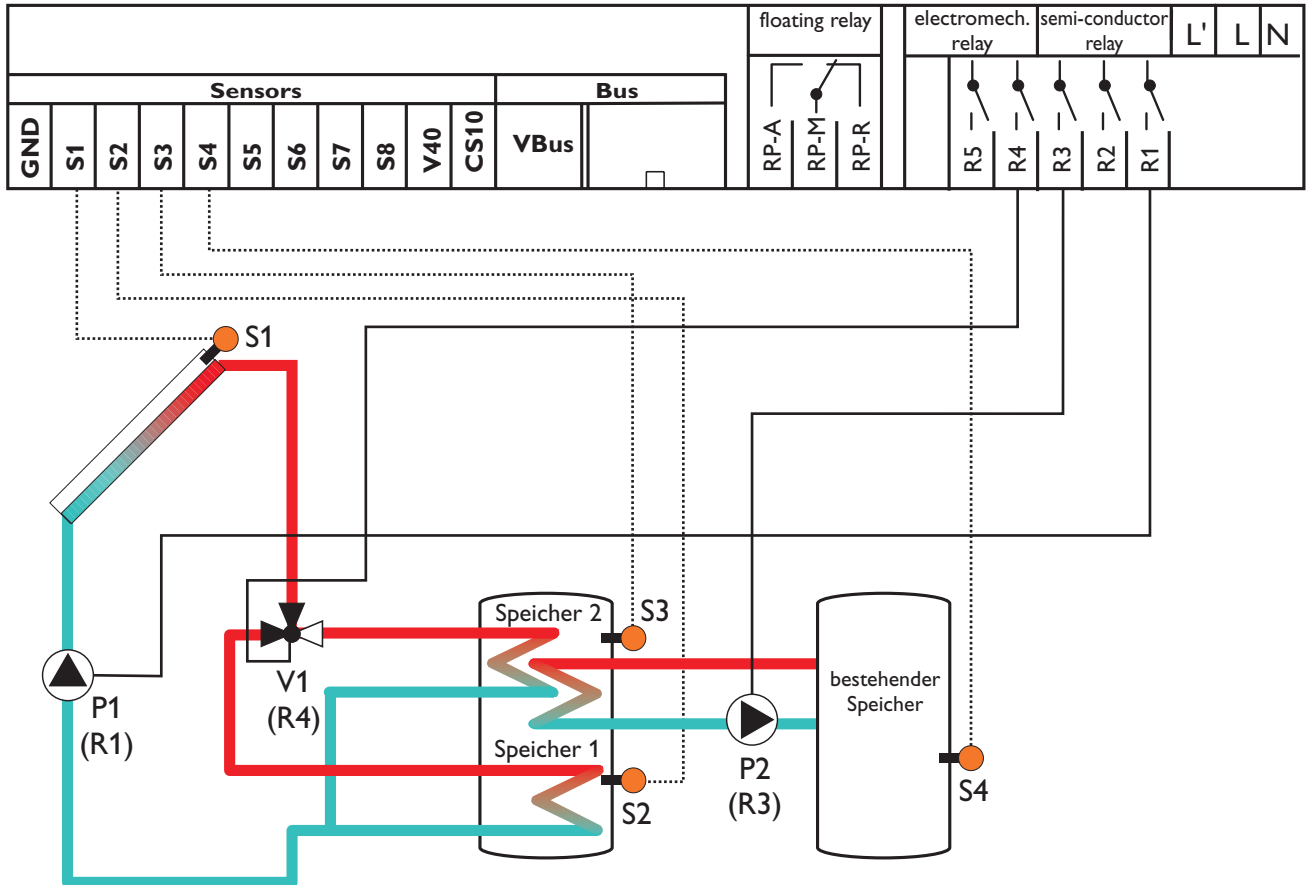 floating relay
electromech. relay
semi-conductor relay
L'
L
N
Sensors
Bus
GND
S1
S2
S3
S4
S5
S6
S7
S8
V40
CS10
VBus
RP-A
RP-M
RP-R
R5
R4
R3
R2
R1
S1
Speicher 2
S3
V1
(R4)
bestehender
Speicher
P1
(R1)
Speicher 1
S2
P2
(R3)
S4